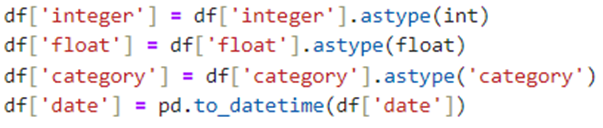 df['integer'] = df['integer'].astype(int)
df['float'] = df['float'].astype(float)
df['category'] = df['category'].astype('category')
df['date'] = pd.to_datetime(df['date'])